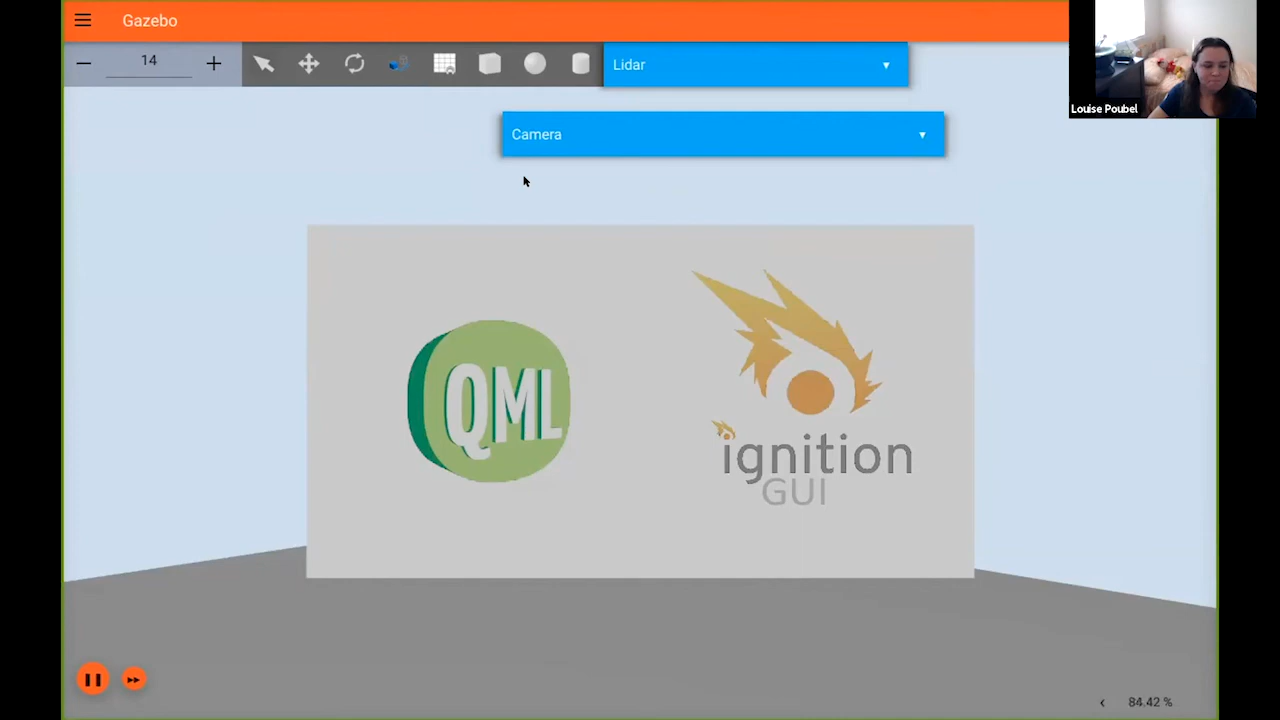 Gazebo
14
Lidar
Louise Poubel
Camera
QML
ignition
GUI
84.42 %